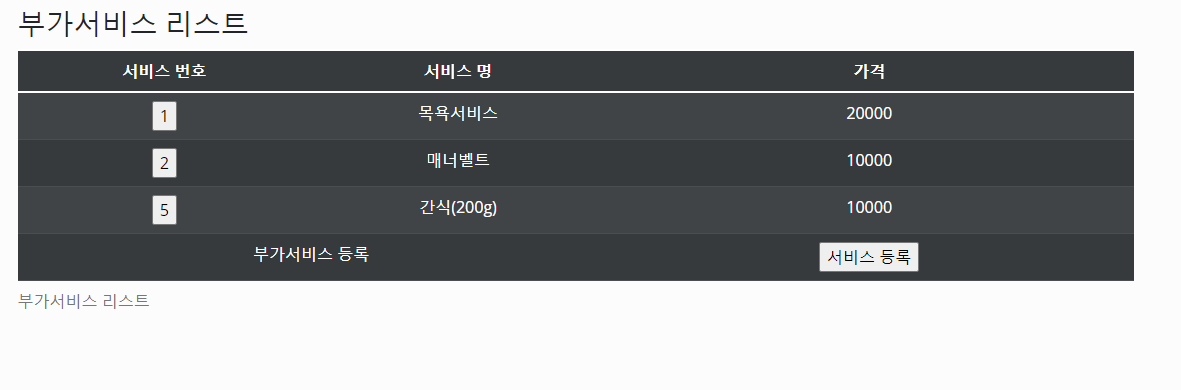 부가서비스 리스트
서비스 번호 서비스 명 가격
1 목욕서비스 20000
2 매너벨트 10000
5 간식(200g) 10000
부가서비스 등록 서비스 등록
부가서비스 리스트